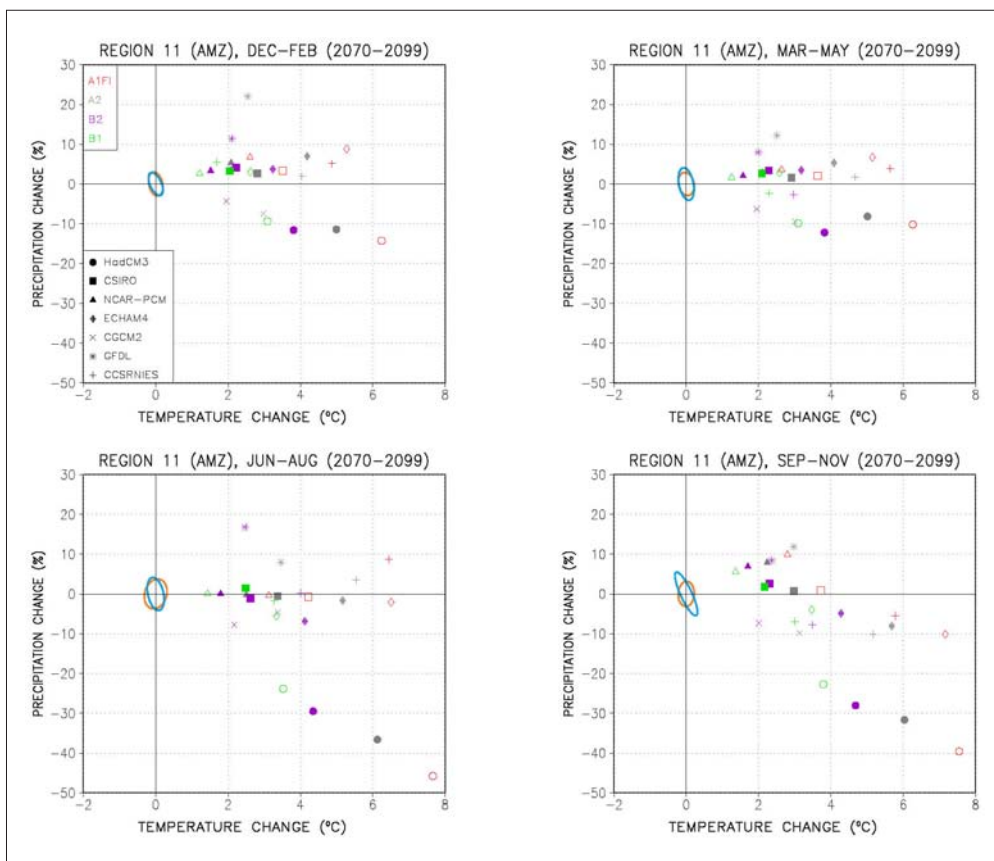 REGION 11 (AMZ), DEC-FEB (2070-2099)
PRECIPITATION CHANGE (%)
30
20
10
0
-10
-20
-30
-40
-50
A1FI
A2
B2
B1
HadCM3
CSIRO
NCAR-PCM
ECHAM4
CGCM2
GFDL
CCSRNIES
-2 0 2 4 6 8
TEMPERATURE CHANGE (ºC)
REGION 11 (AMZ), MAR-MAY (2070-2099)
PRECIPITATION CHANGE (%)
30
20
10
0
-10
-20
-30
-40
-50
-2 0 2 4 6 8
TEMPERATURE CHANGE (ºC)
REGION 11 (AMZ), JUN-AUG (2070-2099)
PRECIPITATION CHANGE (%)
30
20
10
0
-10
-20
-30
-40
-50
-2 0 2 4 6 8
TEMPERATURE CHANGE (ºC)
REGION 11 (AMZ), SEP-NOV (2070-2099)
PRECIPITATION CHANGE (%)
30
20
10
0
-10
-20
-30
-40
-50
-2 0 2 4 6 8
TEMPERATURE CHANGE (ºC)